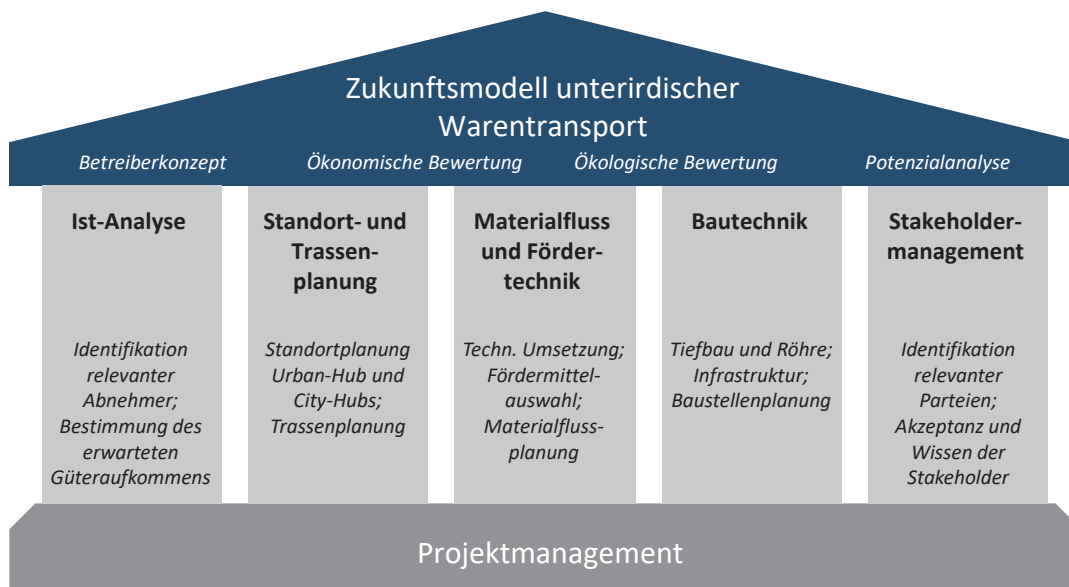 Zukunftsmodell unterirdischer
Warentransport
Betreiberkonzept
Ökonomische Bewertung
Ökologische Bewertung
Potenzialanalyse
Ist-Analyse
Identifikation
relevanter
Abnehmer;
Bestimmung des
erwarteten
Güteraufkommens
Standort- und
Trassen-
planung
Standortplanung
Urban-Hub und
City-Hubs;
Trassenplanung
Materialfluss
und Förder-
technik
Techn. Umsetzung;
Fördermittel-
auswahl;
Materialfluss-
planung
Bautechnik
Tiefbau und Röhre;
Infrastruktur;
Baustellenplanung
Stakeholder-
management
Identifikation
relevanter
Parteien;
Akzeptanz und
Wissen der
Stakeholder
Projektmanagement